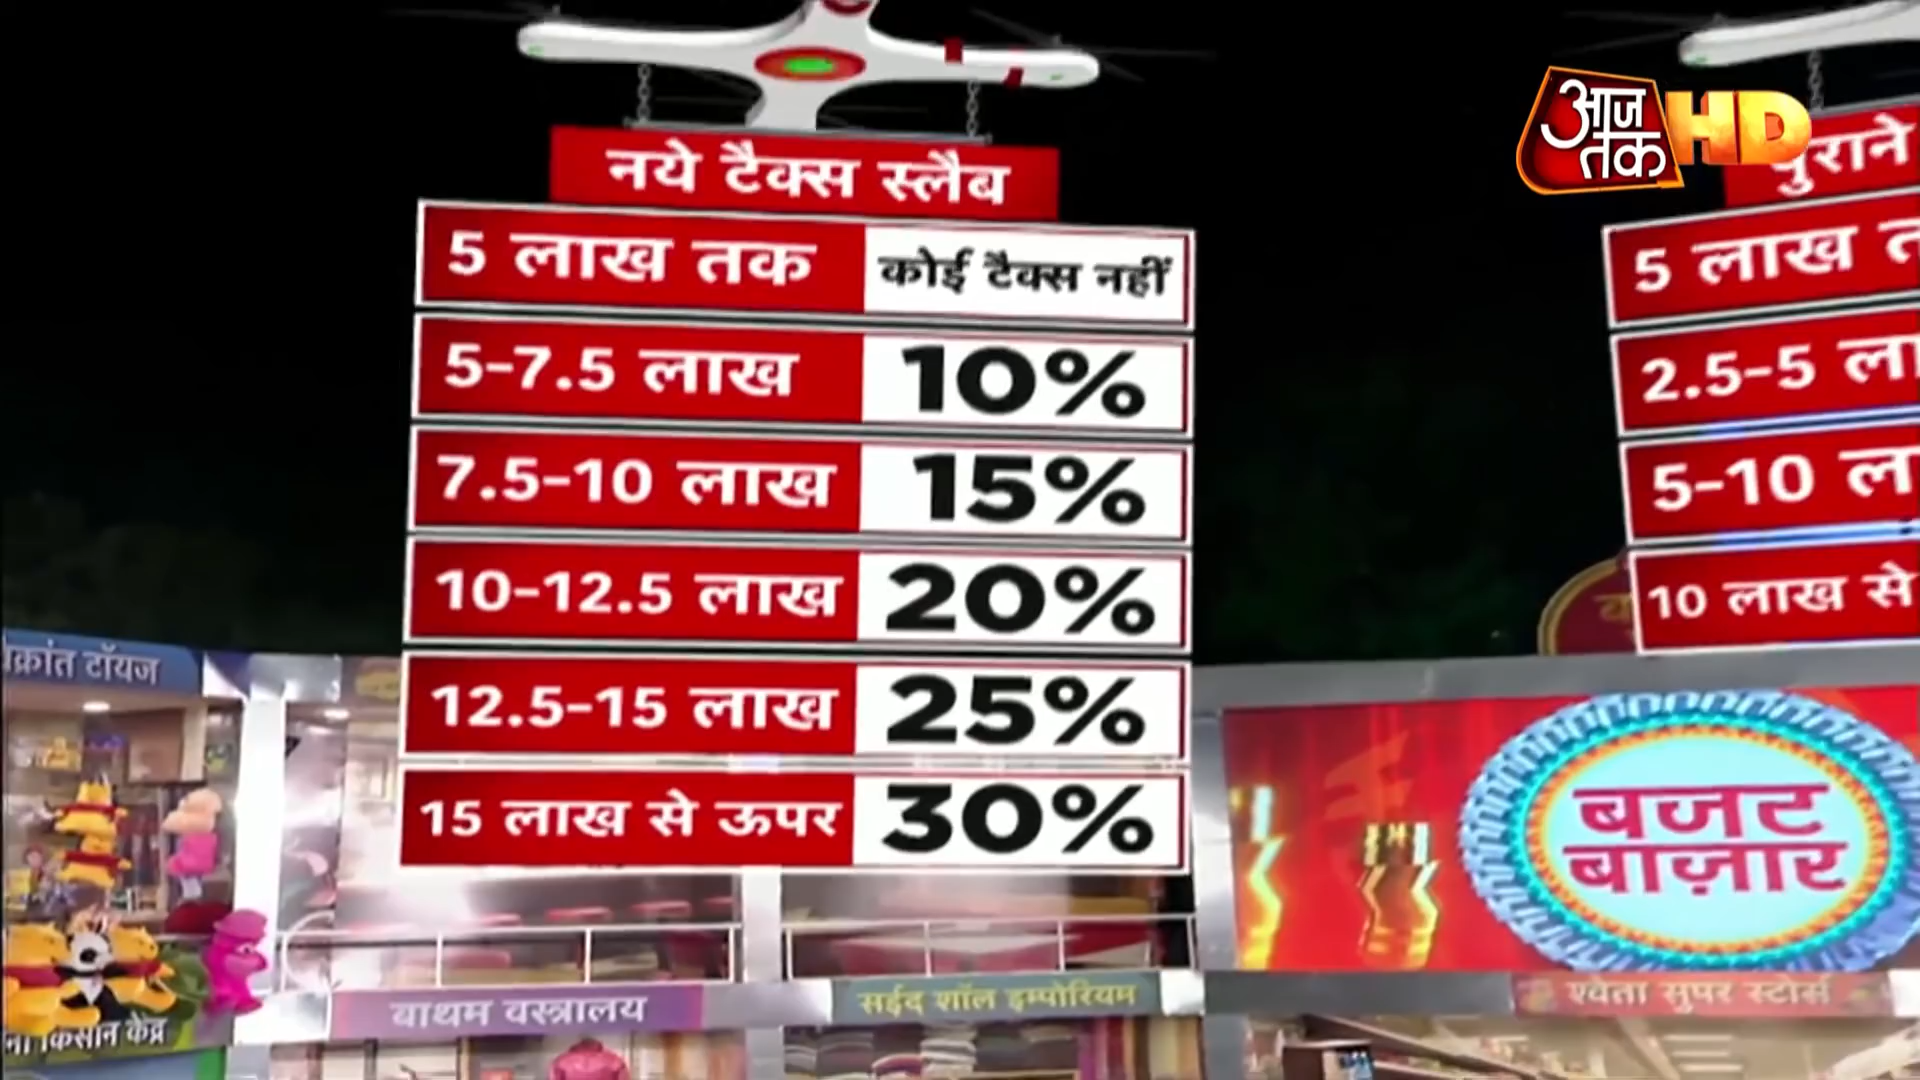 आज तक HD
नये टैक्स स्लैब
5 लाख तक कोई टैक्स नहीं
5-7.5 लाख 10%
7.5-10 लाख 15%
10-12.5 लाख 20%
12.5-15 लाख 25%
15 लाख से ऊपर 30%
पुराने
5 लाख
2.5-5
5-10
10 लाख से
टॉयज
बजट
बाज़ार
वाथम वस्त्रालय
सईद शॉल इम्पोरियम
श्वेता सुपर स्टोर्स
किसान केंद्र